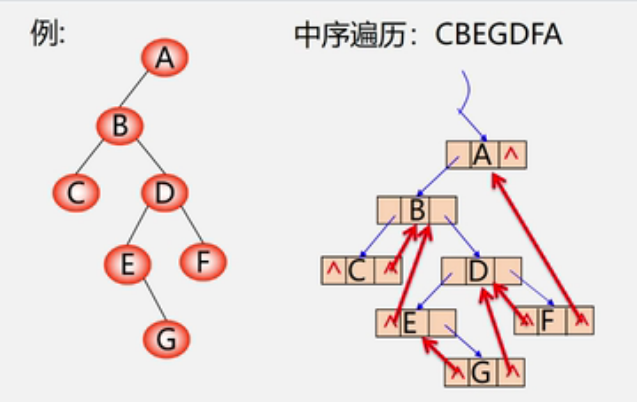 例:
中序遍历：CBEGDFA
A
B
C
D
E
F
G
A ^
B
^ C ^
D
^ E
^ F ^
^ G ^